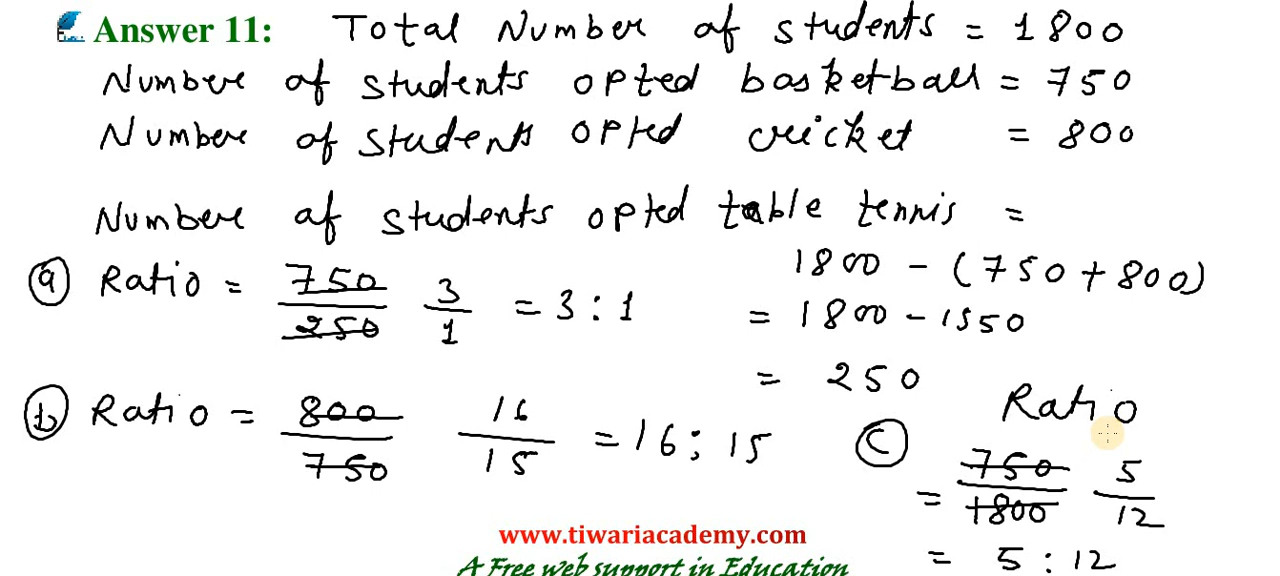 Answer 11: Total Number of students = 1800
Number of students opted basketball = 750
Number of students opted cricket = 800
Number of students opted table tennis =
1800 - (750 + 800)
= 1800 - 1550
= 250
(a) Ratio = 750/250 3/1 = 3 : 1
(b) Ratio = 800/750 16/15 = 16 : 15
(c) Ratio
= 750/1800 5/12
= 5 : 12
www.tiwariacademy.com
A Free web support in Education